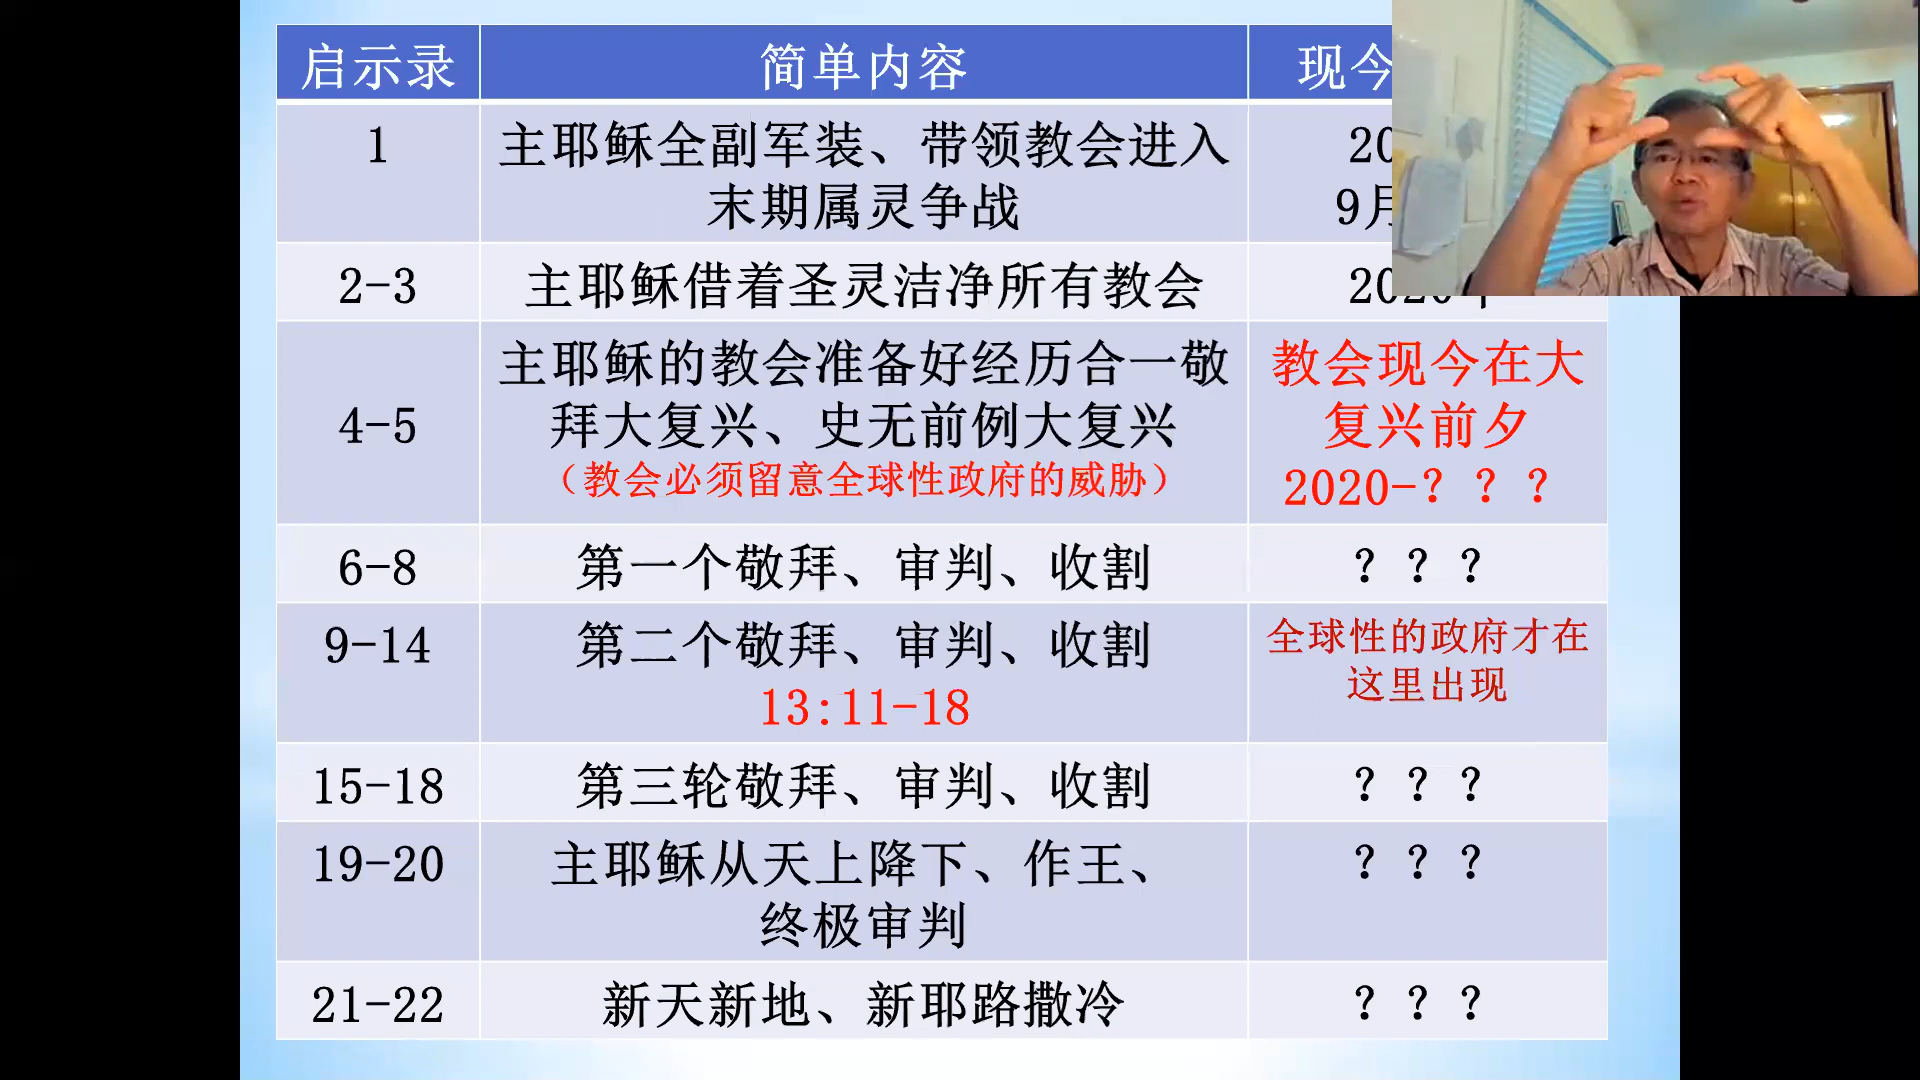 启示录 简单内容 现今
1 主耶稣全副军装、带领教会进入 20
末期属灵争战 9月
2-3 主耶稣借着圣灵洁净所有教会 2020年
主耶稣的教会准备好经历合一敬 教会现今在大
4-5 拜大复兴、史无前例大复兴 复兴前夕
（教会必须留意全球性政府的威胁） 2020-？？？
6-8 第一个敬拜、审判、收割 ？？？
9-14 第二个敬拜、审判、收割 全球性的政府才在
13:11-18 这里出现
15-18 第三轮敬拜、审判、收割 ？？？
19-20 主耶稣从天上降下、作王、 ？？？
终极审判
21-22 新天新地、新耶路撒冷 ？？？